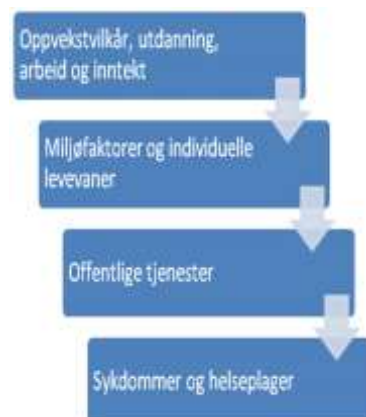 Oppvekstvilkår, utdanning,
arbeid og inntekt
Miljøfaktorer og individuelle
levevaner
Offentlige tjenester
Sykdommer og helseplager